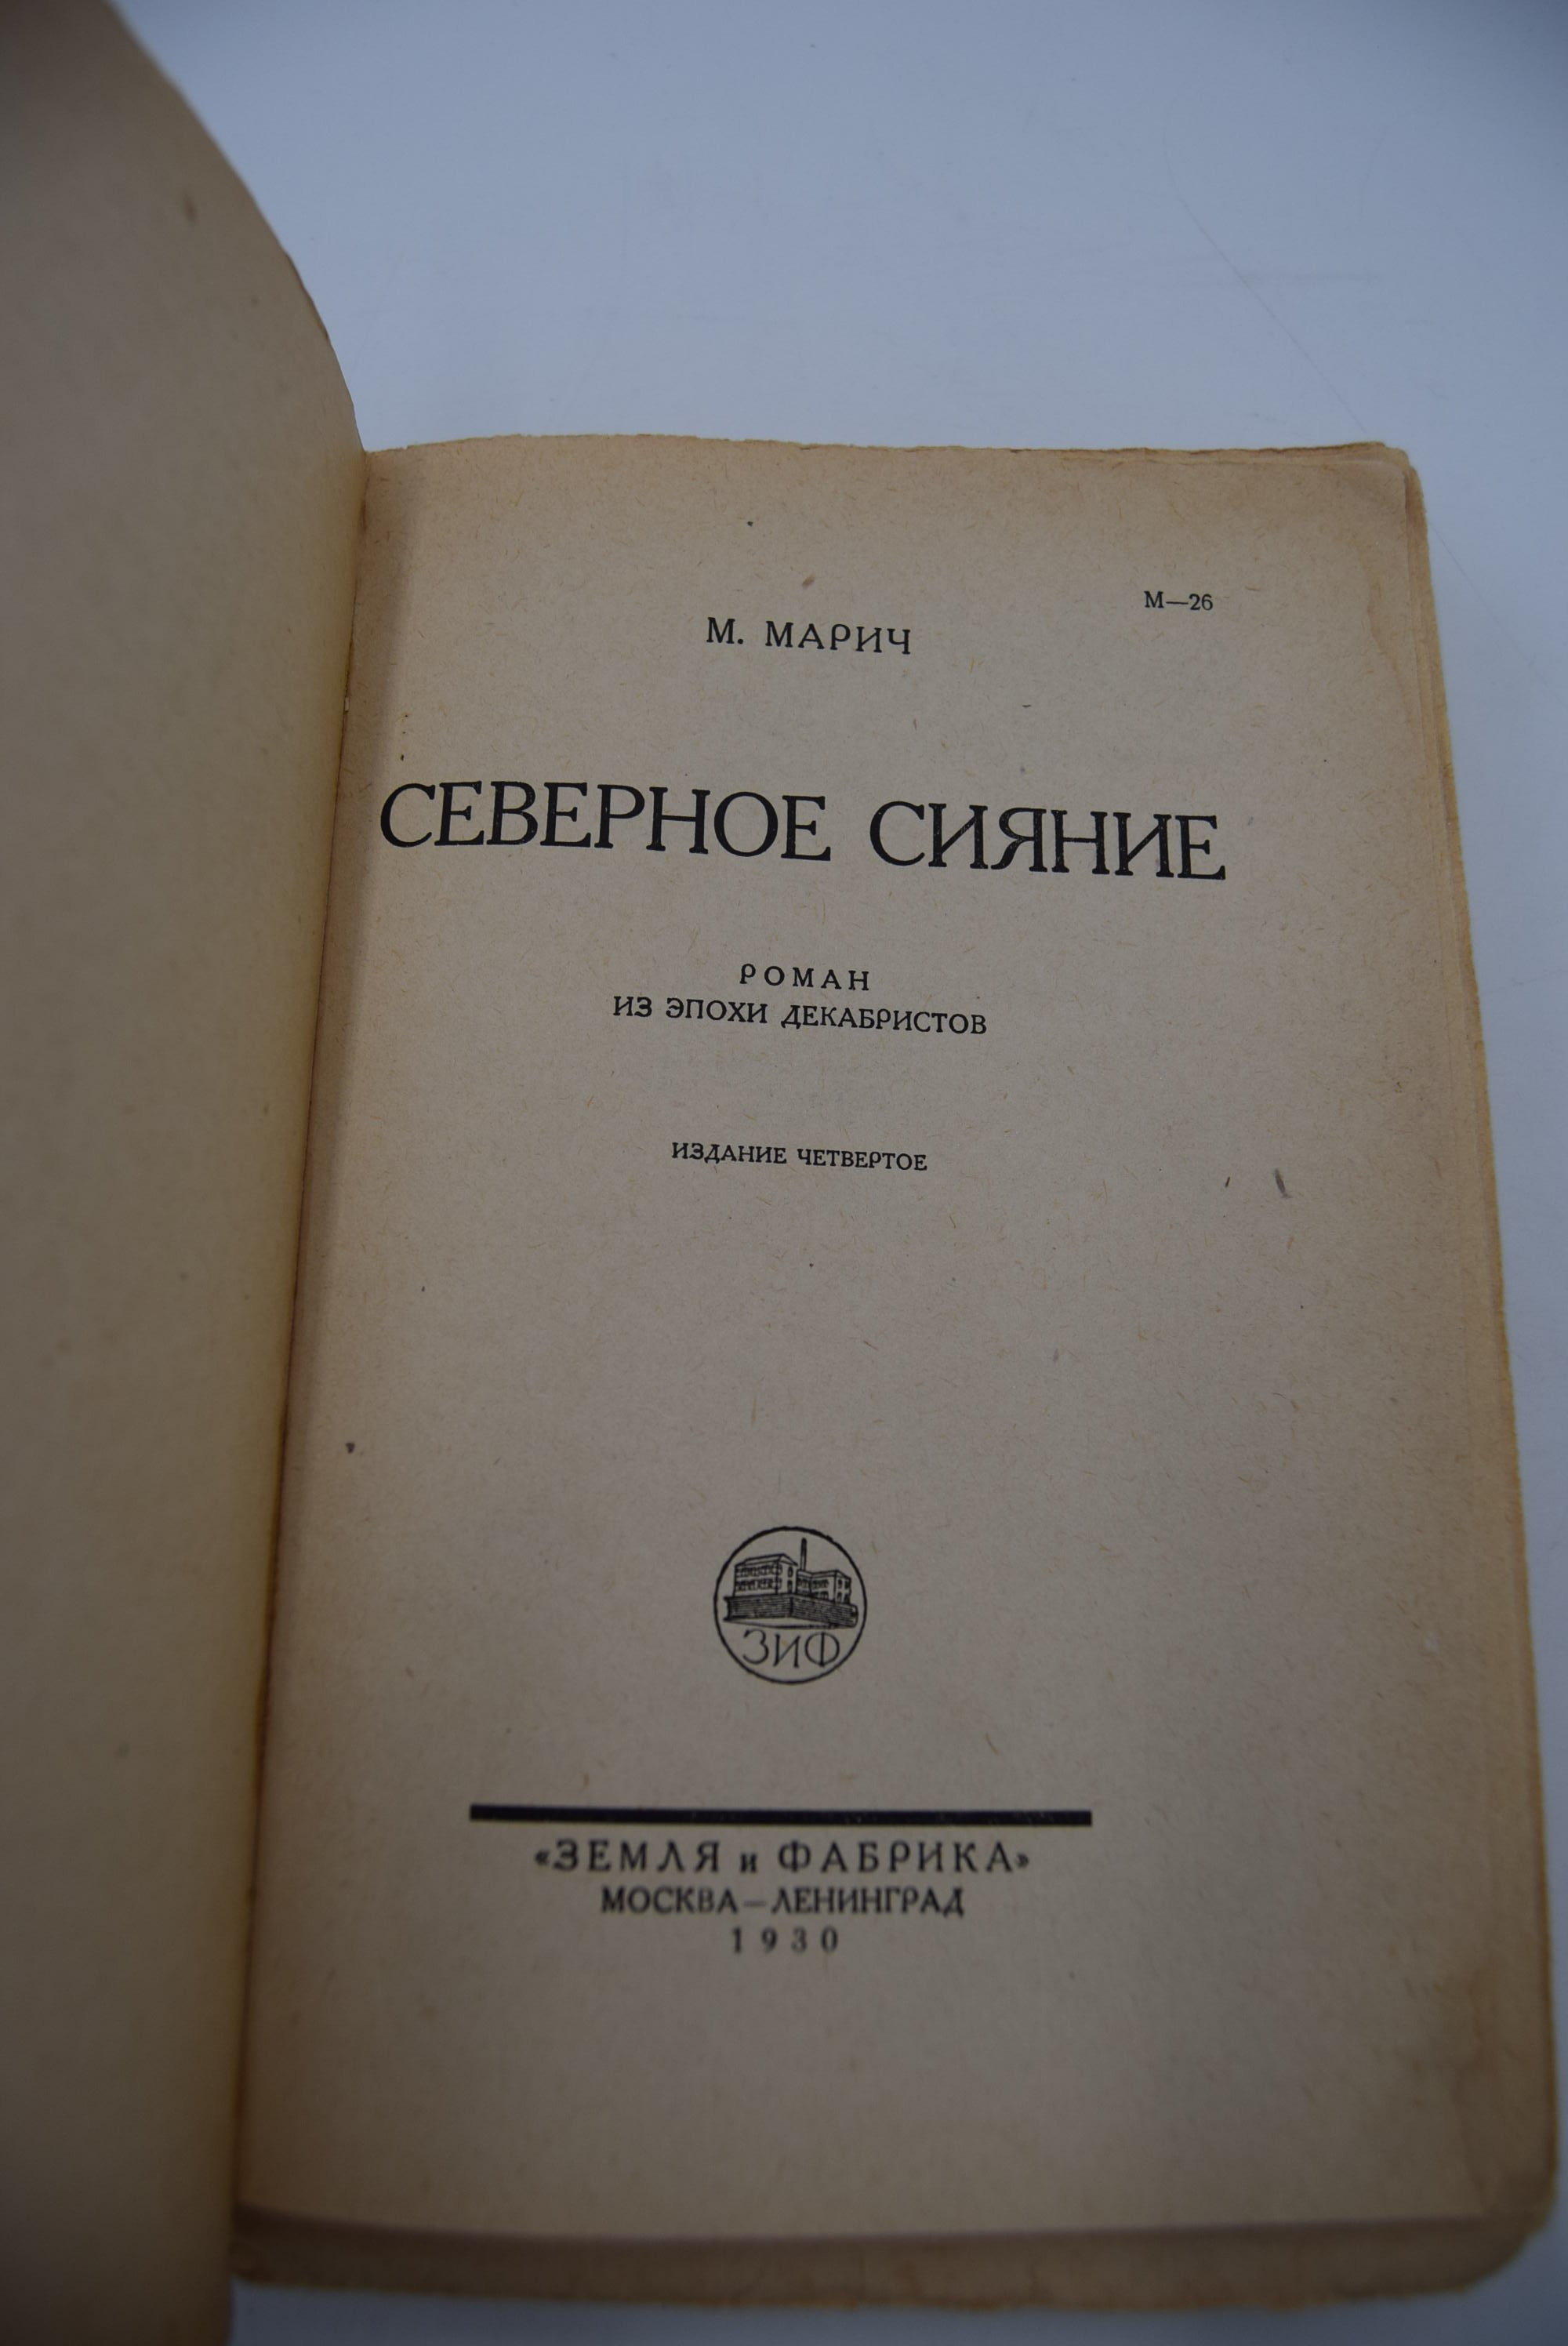 М—26
М. МАРИЧ
СЕВЕРНОЕ СИЯНИЕ
РОМАН
ИЗ ЭПОХИ ДЕКАБРИСТОВ
ИЗДАНИЕ ЧЕТВЕРТОЕ
ЗИФ
«ЗЕМЛЯ и ФАБРИКА»
МОСКВА—ЛЕНИНГРАД
1930